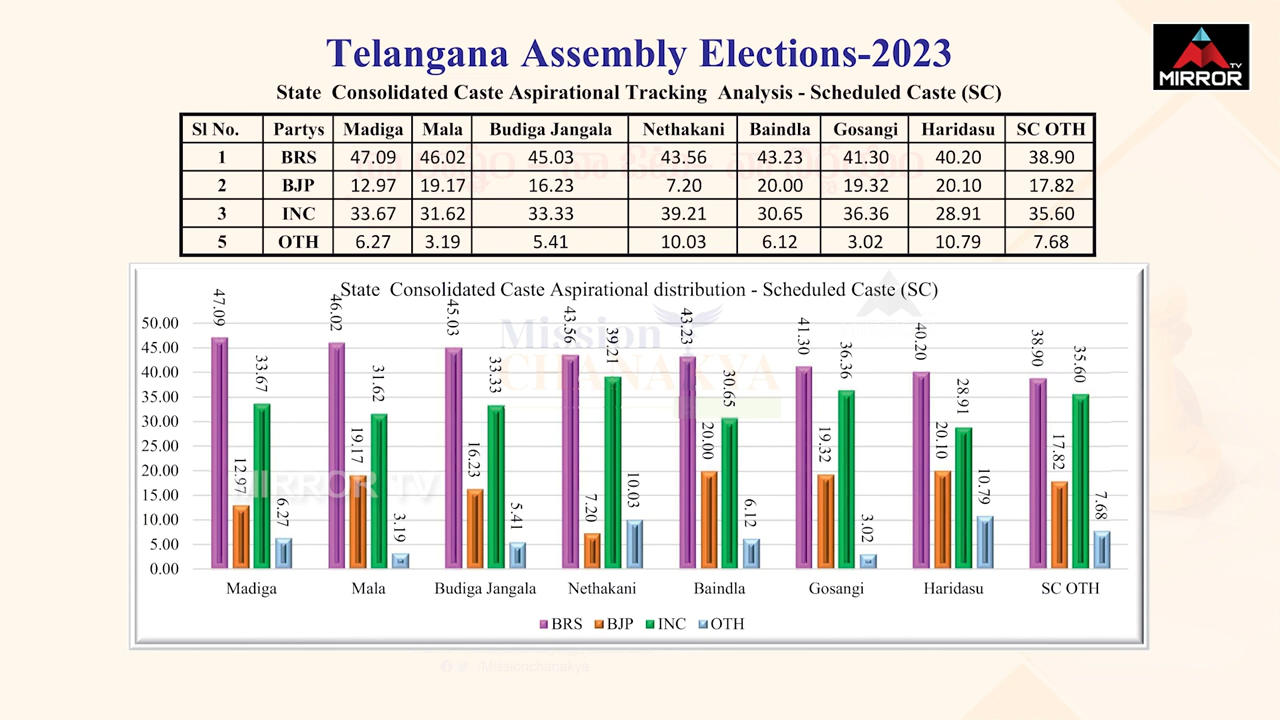 Telangana Assembly Elections-2023
MIRROR TV
State Consolidated Caste Aspirational Tracking Analysis - Scheduled Caste (SC)
Sl No. Partys Madiga Mala Budiga Jangala Nethakani Baindla Gosangi Haridasu SC OTH
1 BRS 47.09 46.02 45.03 43.56 43.23 41.30 40.20 38.90
2 BJP 12.97 19.17 16.23 7.20 20.00 19.32 20.10 17.82
3 INC 33.67 31.62 33.33 39.21 30.65 36.36 28.91 35.60
5 OTH 6.27 3.19 5.41 10.03 6.12 3.02 10.79 7.68
State Consolidated Caste Aspirational distribution - Scheduled Caste (SC)
Mission
CHANAKYA
50.00
45.00
40.00
35.00
30.00
25.00
20.00
15.00
10.00
5.00
0.00
47.09 12.97 33.67 6.27
46.02 19.17 31.62 3.19
45.03 16.23 33.33 5.41
43.56 7.20 39.21 10.03
43.23 20.00 30.65 6.12
41.30 19.32 36.36 3.02
40.20 20.10 28.91 10.79
38.90 17.82 35.60 7.68
MIRROR TV
Madiga Mala Budiga Jangala Nethakani Baindla Gosangi Haridasu SC OTH
BRS BJP INC OTH
/Missionchanakya